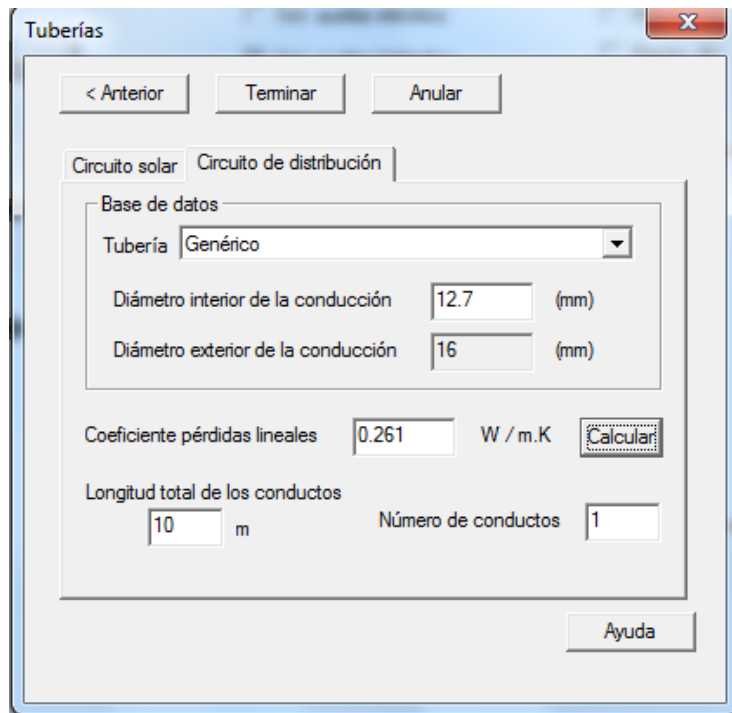 Tuberías
< Anterior Terminar Anular
Circuito solar Circuito de distribución
Base de datos
Tubería Genérico
Diámetro interior de la conducción 12.7 (mm)
Diámetro exterior de la conducción 16 (mm)
Coeficiente pérdidas lineales 0.261 W / m.K Calcular
Longitud total de los conductos
10 m Número de conductos 1
Ayuda